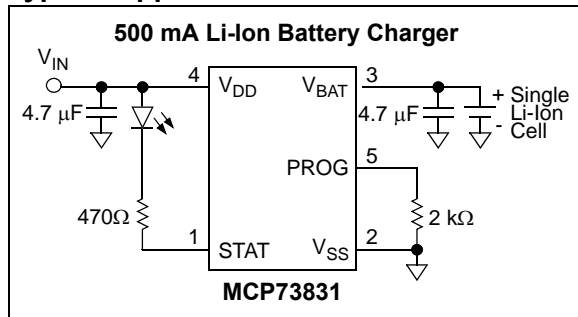 500 mA Li-Ion Battery Charger
VIN
4 VDD VBAT 3
4.7 μF 4.7 μF + Single
Li-Ion
- Cell
PROG 5
470Ω 2 kΩ
1 STAT VSS 2
MCP73831